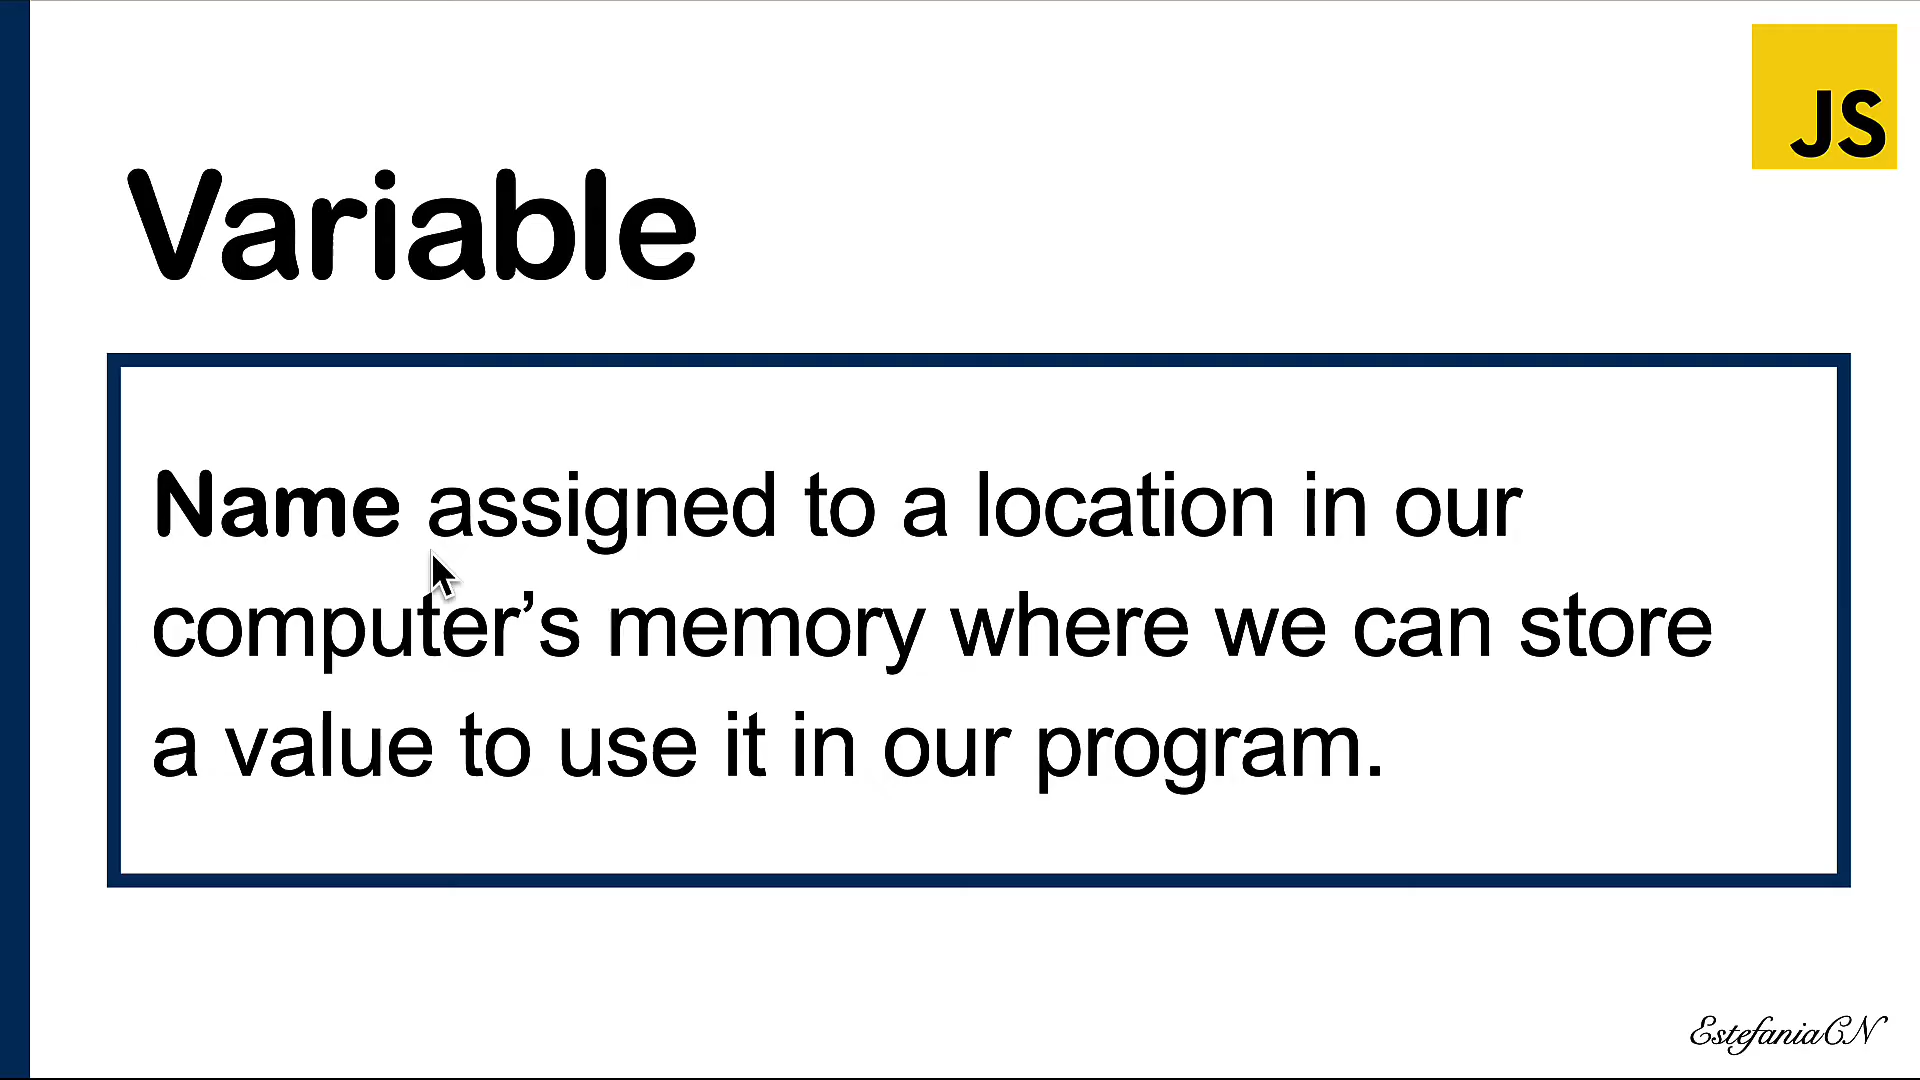 JS
Variable
Name assigned to a location in our
computer’s memory where we can store
a value to use it in our program.
EstefaniaCN